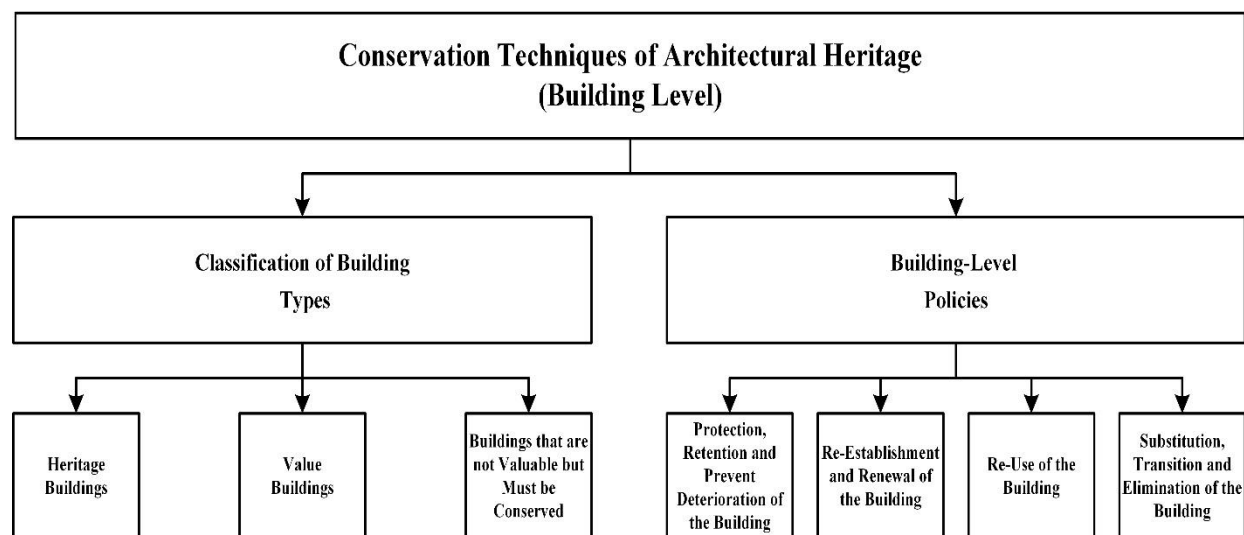 Conservation Techniques of Architectural Heritage
(Building Level)
Classification of Building
Types
Building-Level
Policies
Heritage
Buildings
Value
Buildings
Buildings that are
not Valuable but
Must be
Conserved
Protection,
Retention and
Prevent
Deterioration of
the Building
Re-Establishment
and Renewal of
the Building
Re-Use of the
Building
Substitution,
Transition and
Elimination of the
Building